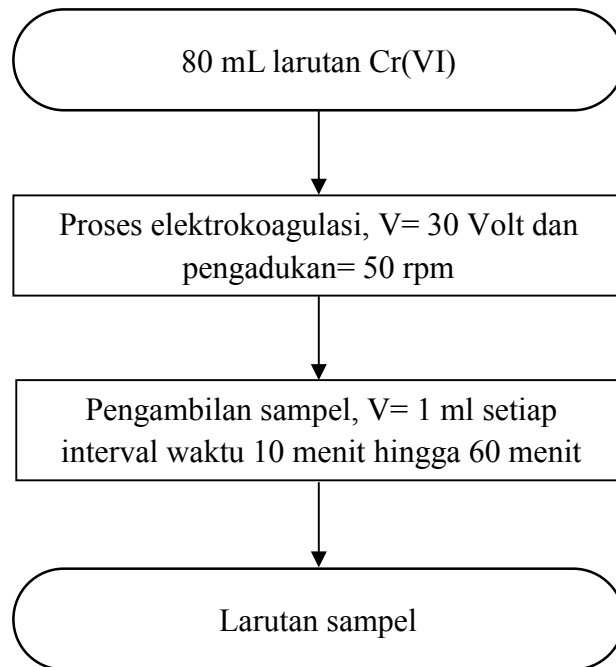 80 mL larutan Cr(VI)
Proses elektrokoagulasi, V= 30 Volt dan
pengadukan= 50 rpm
Pengambilan sampel, V= 1 ml setiap
interval waktu 10 menit hingga 60 menit
Larutan sampel